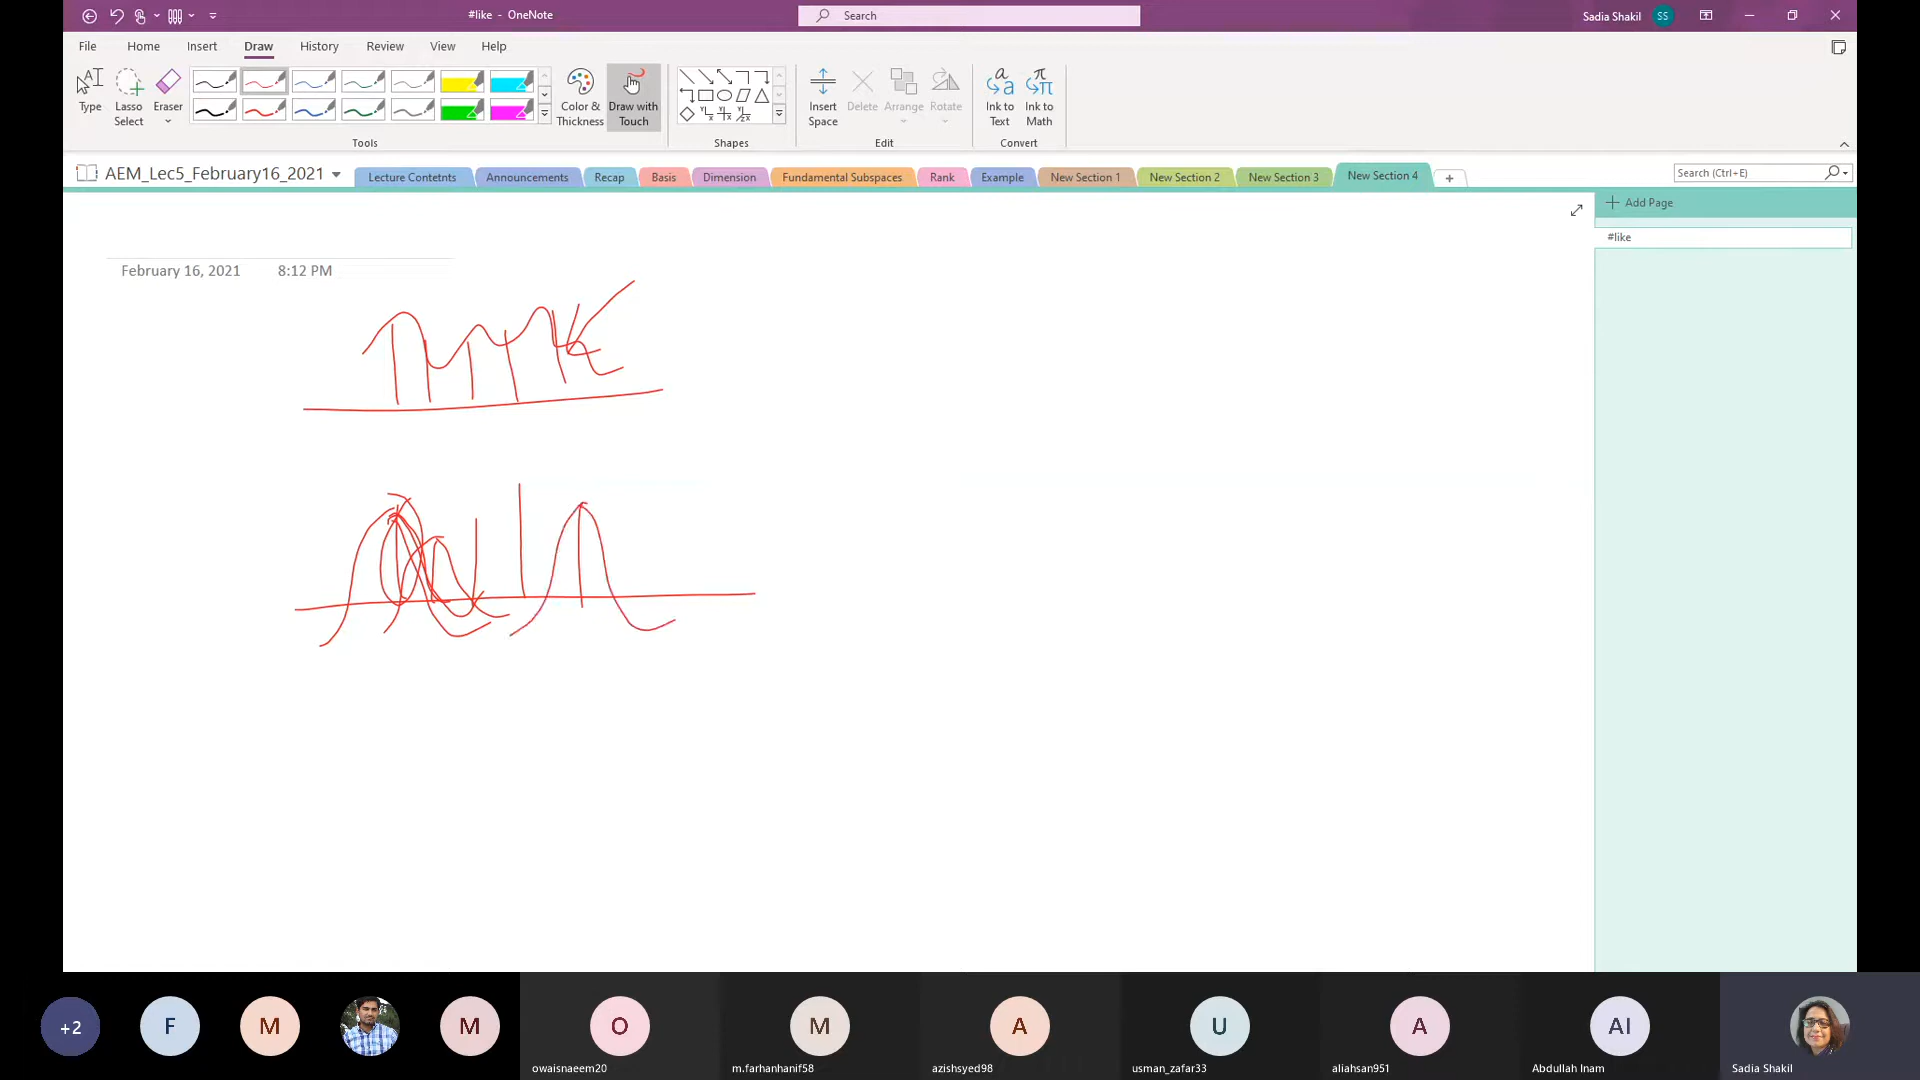 #like - OneNote
Search
Sadia Shakil SS
File Home Insert Draw History Review View Help
Type
Lasso Select
Eraser
Color & Thickness
Draw with Touch
Insert Space
Delete
Arrange
Rotate
Ink to Text
Ink to Math
Tools Shapes Edit Convert
AEM_Lec5_February16_2021 Lecture Contetnts Announcements Recap Basis Dimension Fundamental Subspaces Rank Example New Section 1 New Section 2 New Section 3 New Section 4 Search (Ctrl+E)
Add Page
#like
February 16, 2021 8:12 PM
+2 F M M O M A U A AI
owaisnaeem20 m.farhanhanif58 azishsyed98 usman_zafar33 aliahsan951 Abdullah Inam Sadia Shakil